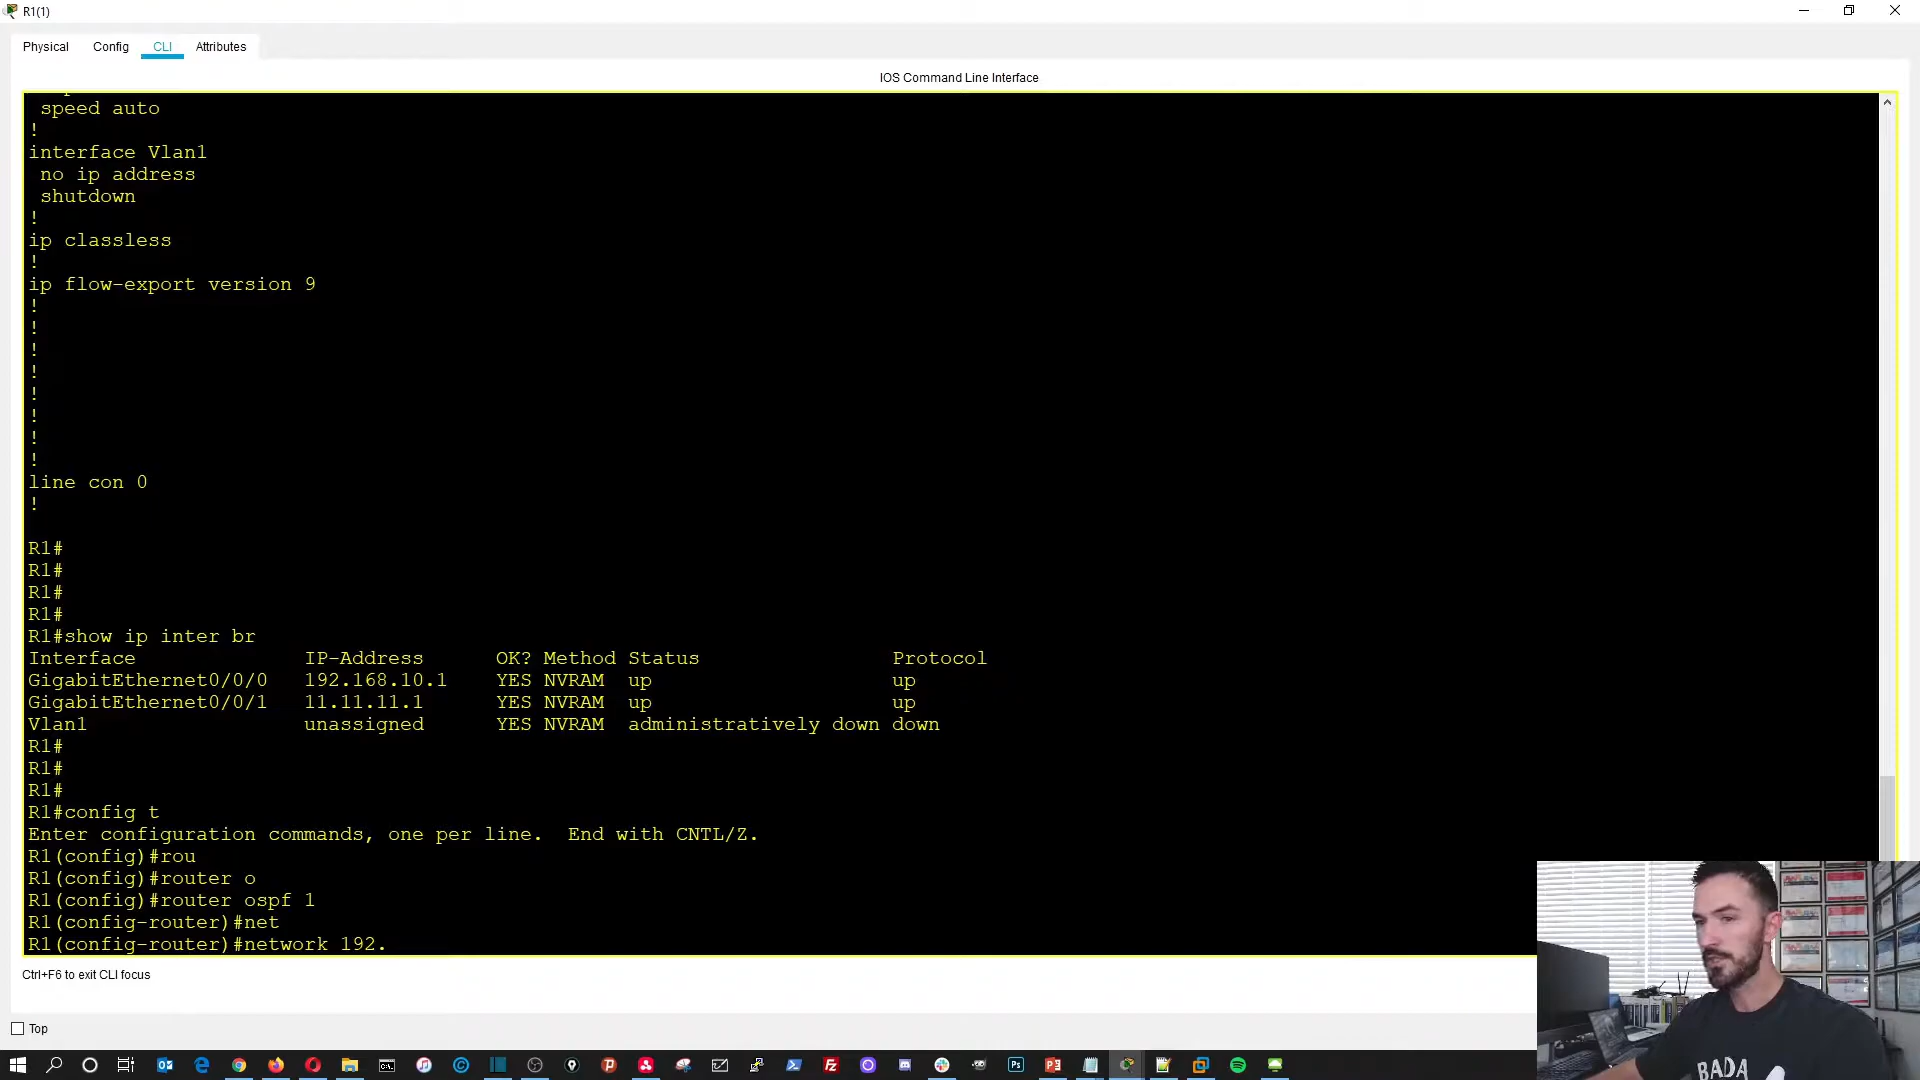 R1(1)
Physical Config CLI Attributes
IOS Command Line Interface
speed auto
!
interface Vlan1
no ip address
shutdown
!
ip classless
!
ip flow-export version 9
!
!
!
!
!
!
!
!
line con 0
!
R1#
R1#
R1#
R1#
R1#show ip inter br
Interface IP-Address OK? Method Status Protocol
GigabitEthernet0/0/0 192.168.10.1 YES NVRAM up up
GigabitEthernet0/0/1 11.11.11.1 YES NVRAM up up
Vlan1 unassigned YES NVRAM administratively down down
R1#
R1#
R1#
R1#config t
Enter configuration commands, one per line. End with CNTL/Z.
R1(config)#rou
R1(config)#router o
R1(config)#router ospf 1
R1(config-router)#net
R1(config-router)#network 192.
Ctrl+F6 to exit CLI focus
Top
BADA